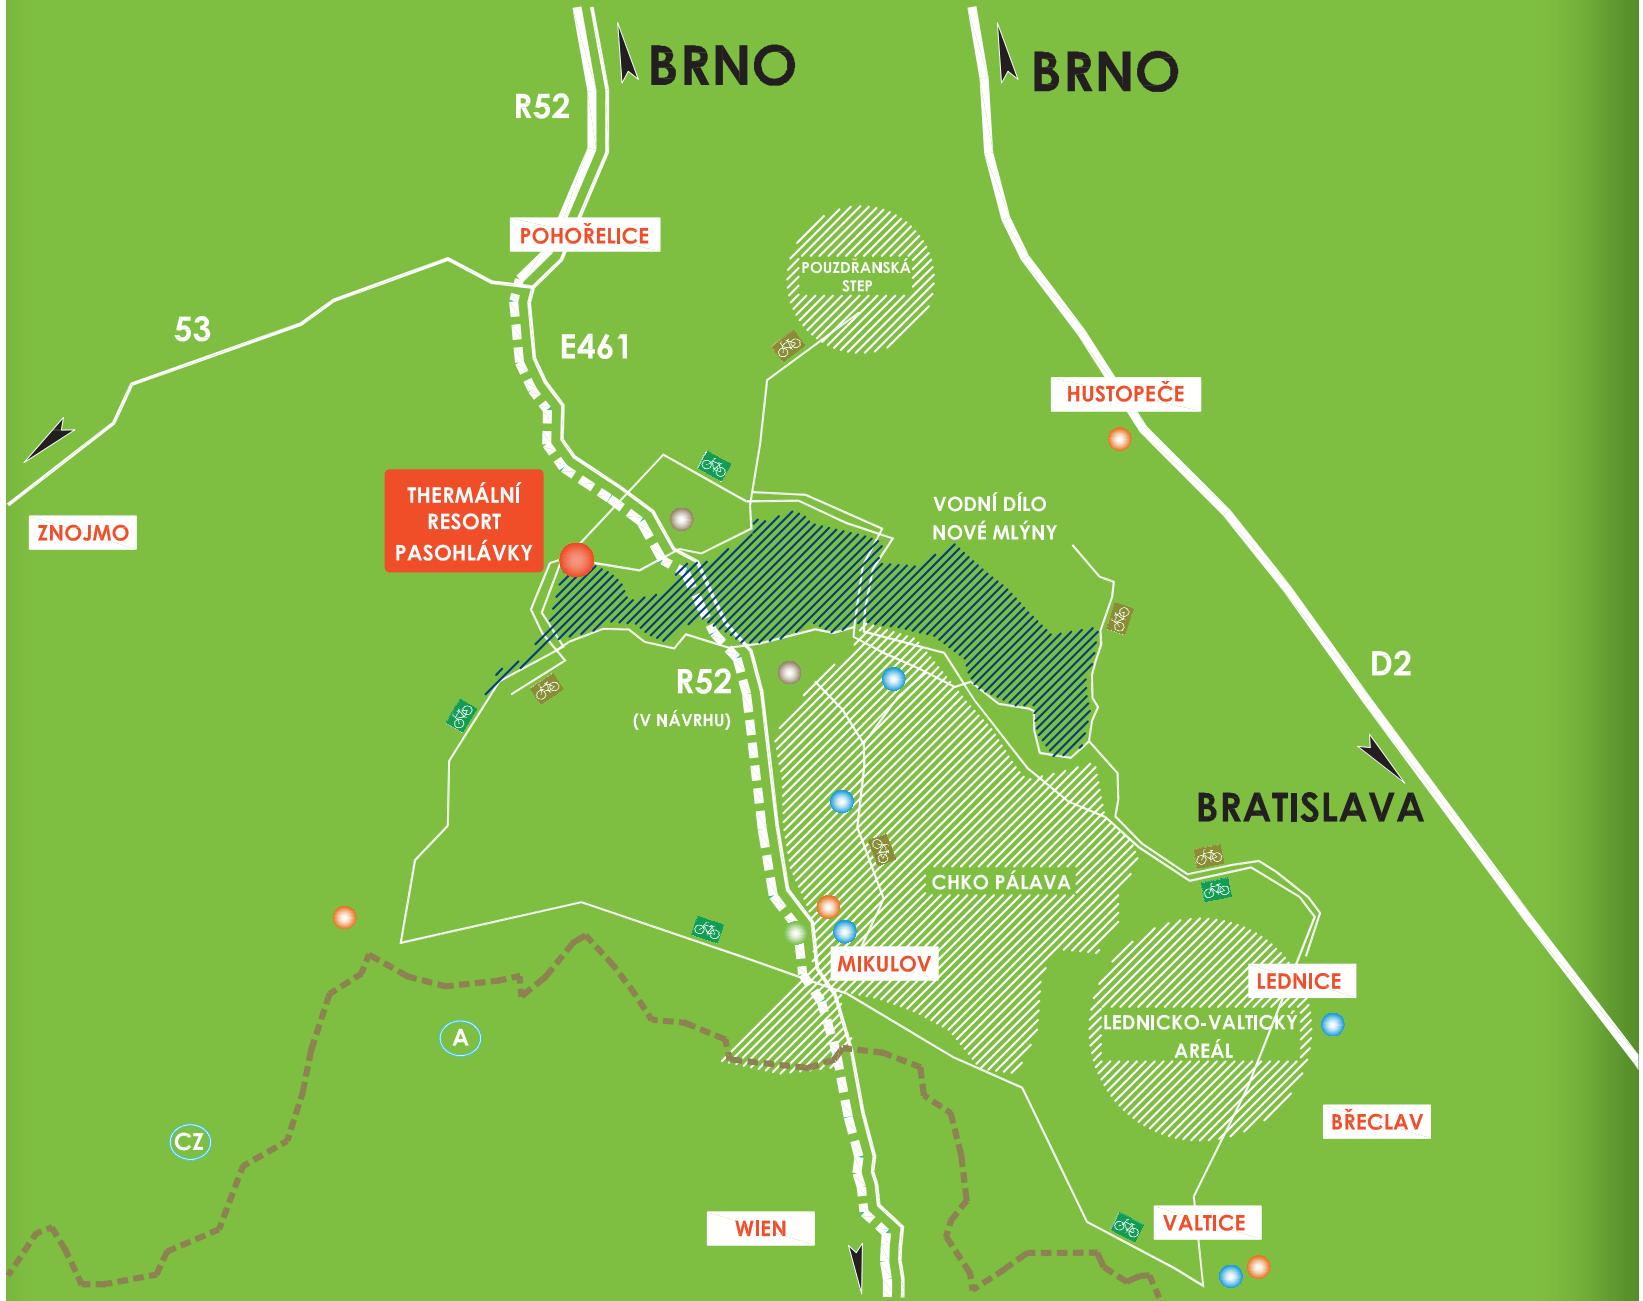 BRNO
BRNO
R52
POHOŘELICE
POUZDŘANSKÁ
STEP
53
E461
HUSTOPEČE
THERMÁLNÍ
RESORT
PASOHLÁVKY
VODNÍ DÍLO
NOVÉ MLÝNY
ZNOJMO
D2
R52
(V NÁVRHU)
BRATISLAVA
CHKO PÁLAVA
MIKULOV
LEDNICE
LEDNICKO-VALTICKÝ
AREÁL
A
BŘECLAV
CZ
WIEN
VALTICE